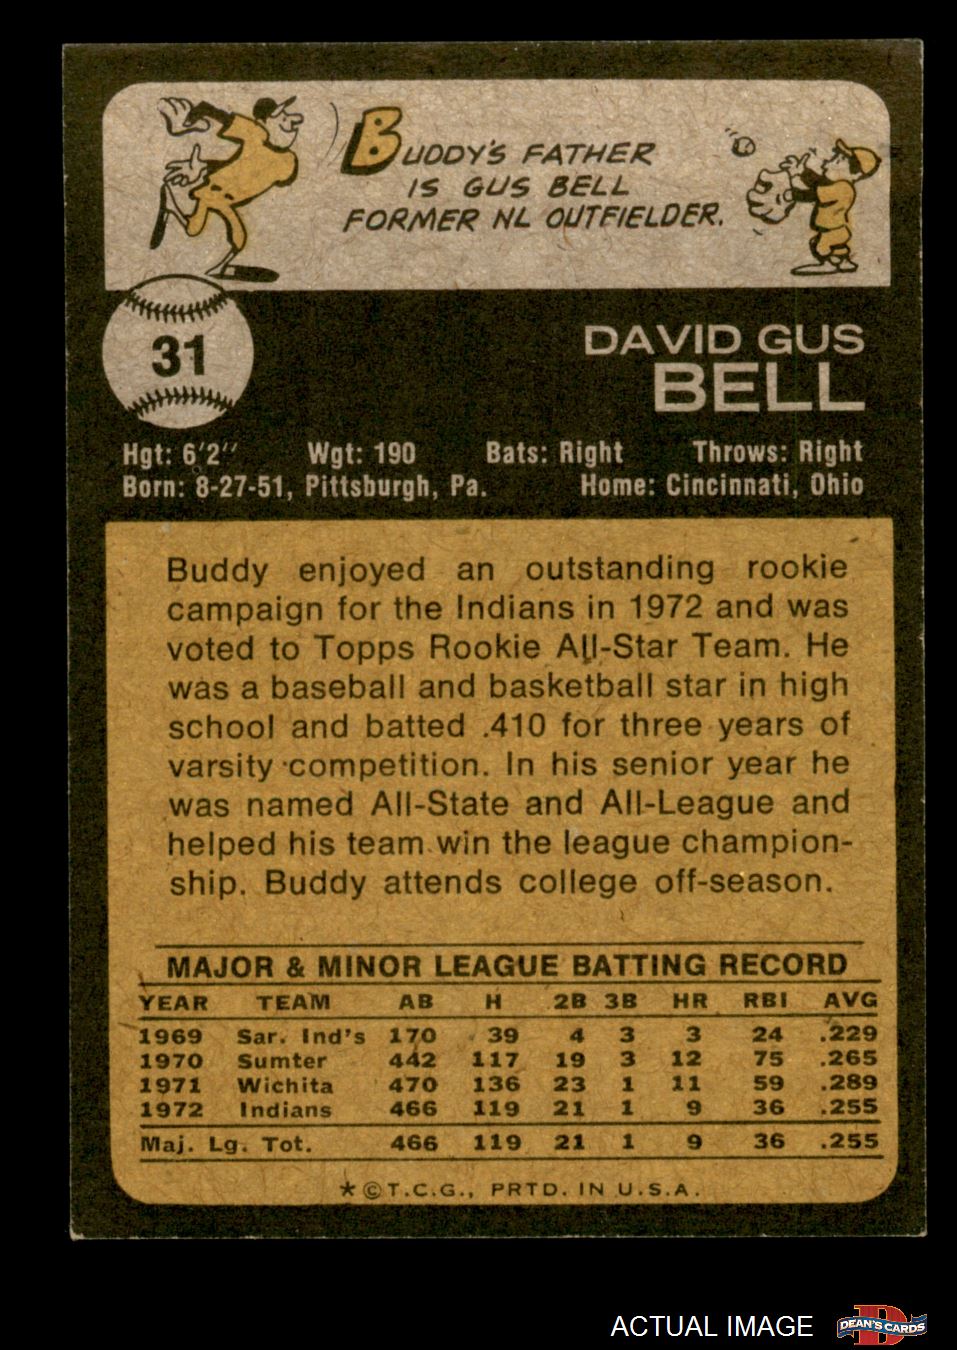 BUDDY'S FATHER
IS GUS BELL
FORMER NL OUTFIELDER.
31
DAVID GUS
BELL
Hgt: 6'2" Wgt: 190 Bats: Right Throws: Right
Born: 8-27-51, Pittsburgh, Pa. Home: Cincinnati, Ohio
Buddy enjoyed an outstanding rookie
campaign for the Indians in 1972 and was
voted to Topps Rookie All-Star Team. He
was a baseball and basketball star in high
school and batted .410 for three years of
varsity competition. In his senior year he
was named All-State and All-League and
helped his team win the league champion-
ship. Buddy attends college off-season.
MAJOR & MINOR LEAGUE BATTING RECORD
YEAR TEAM AB H 2B 3B HR RBI AVG
1969 Sar. Ind's 170 39 4 3 3 24 .229
1970 Sumter 442 117 19 3 12 75 .265
1971 Wichita 470 136 23 1 11 59 .289
1972 Indians 466 119 21 1 9 36 .255
Maj. Lg. Tot. 466 119 21 1 9 36 .255
*©T.C.G., PRTD. IN U.S.A.
ACTUAL IMAGE
D
DEAN'S CARDS